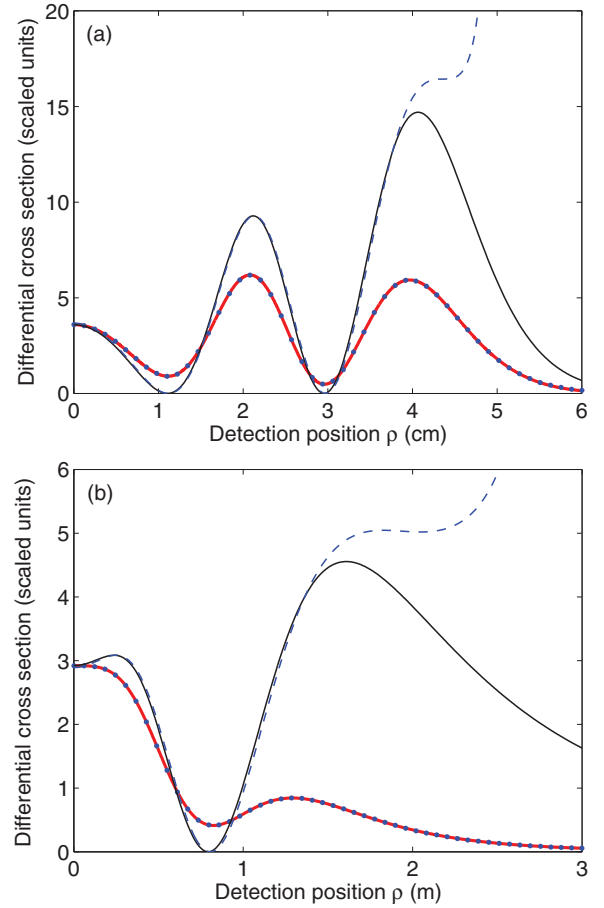 (a)
Differential cross section (scaled units)
20
15
10
5
0
0 1 2 3 4 5 6
Detection position ρ (cm)
(b)
Differential cross section (scaled units)
6
5
4
3
2
1
0
0 1 2 3
Detection position ρ (m)